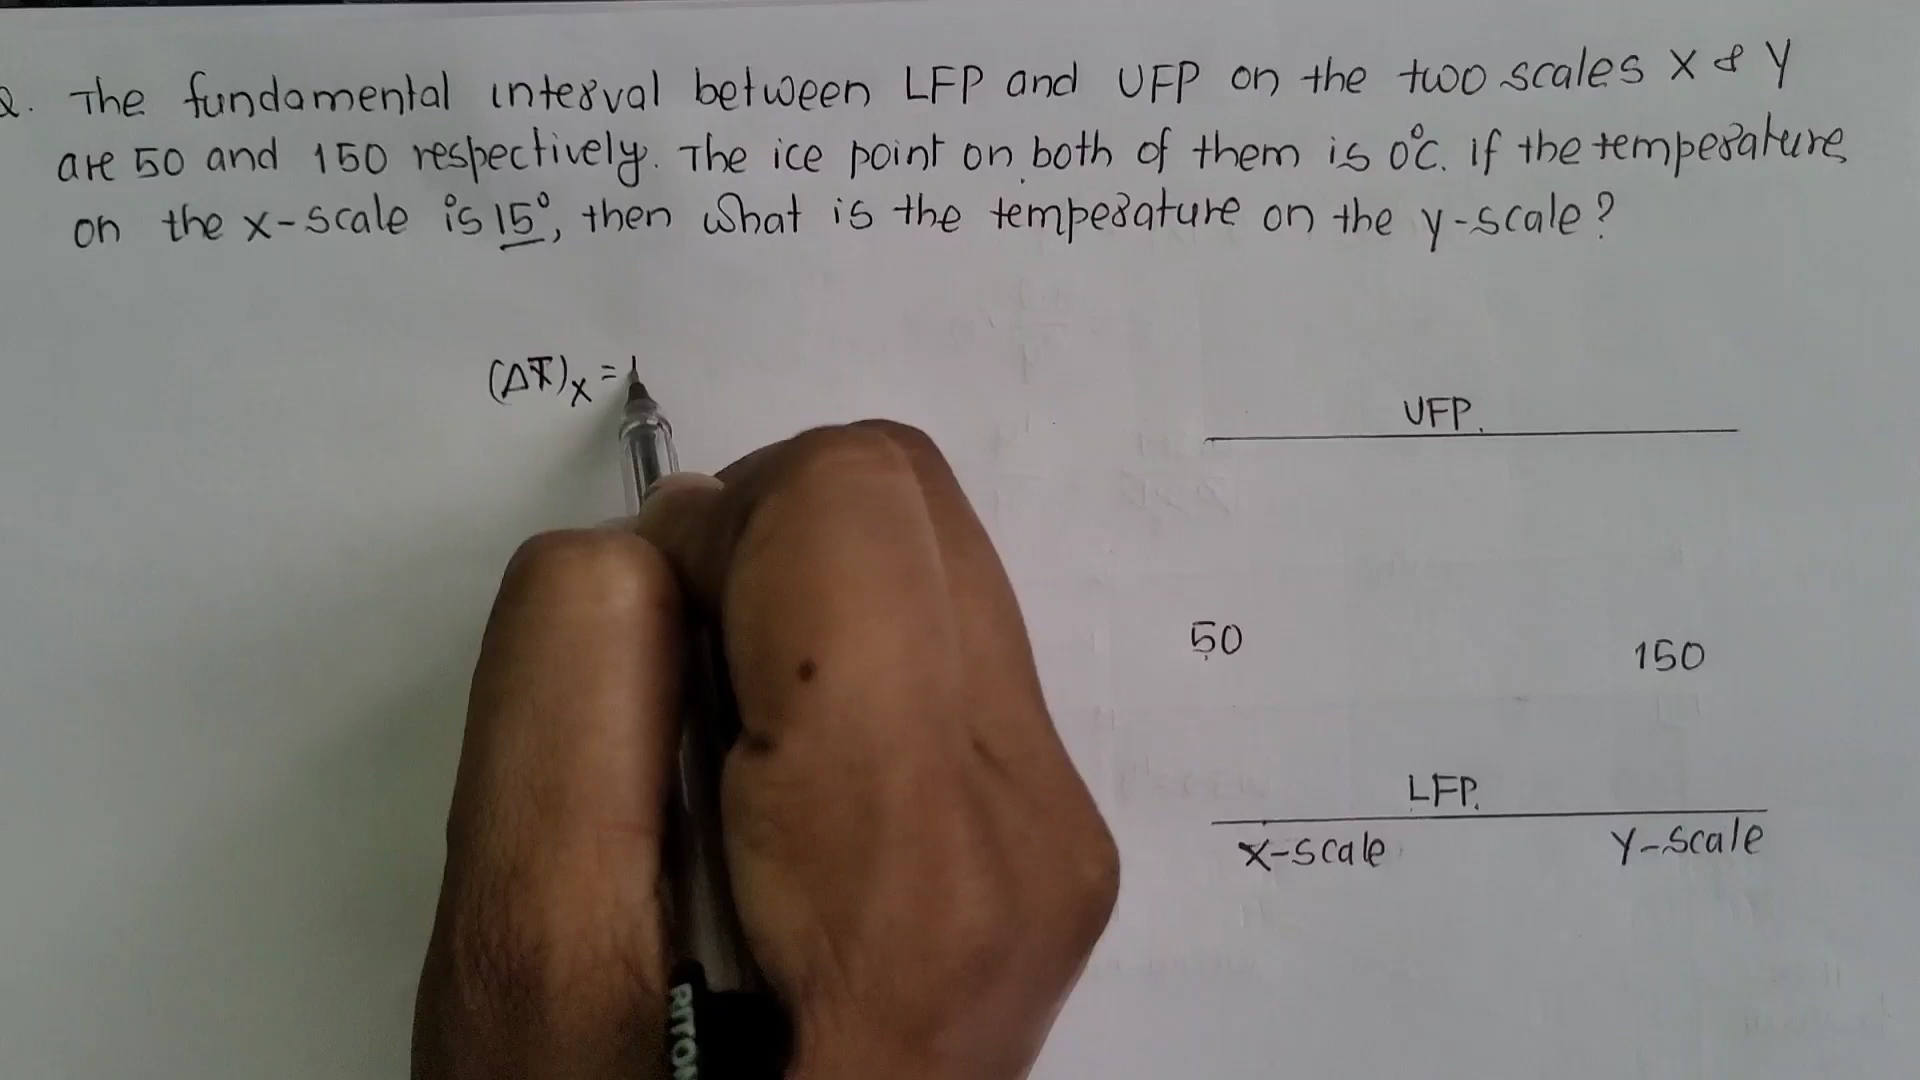 2. The fundamental interval between LFP and UFP on the two scales X & Y
are 50 and 150 respectively. The ice point on both of them is 0°C. if the temperature
on the x-scale is 15°, then what is the temperature on the y-scale?
(ΔT)x =
UFP.
50
150
LFP.
x-scale
Y-scale